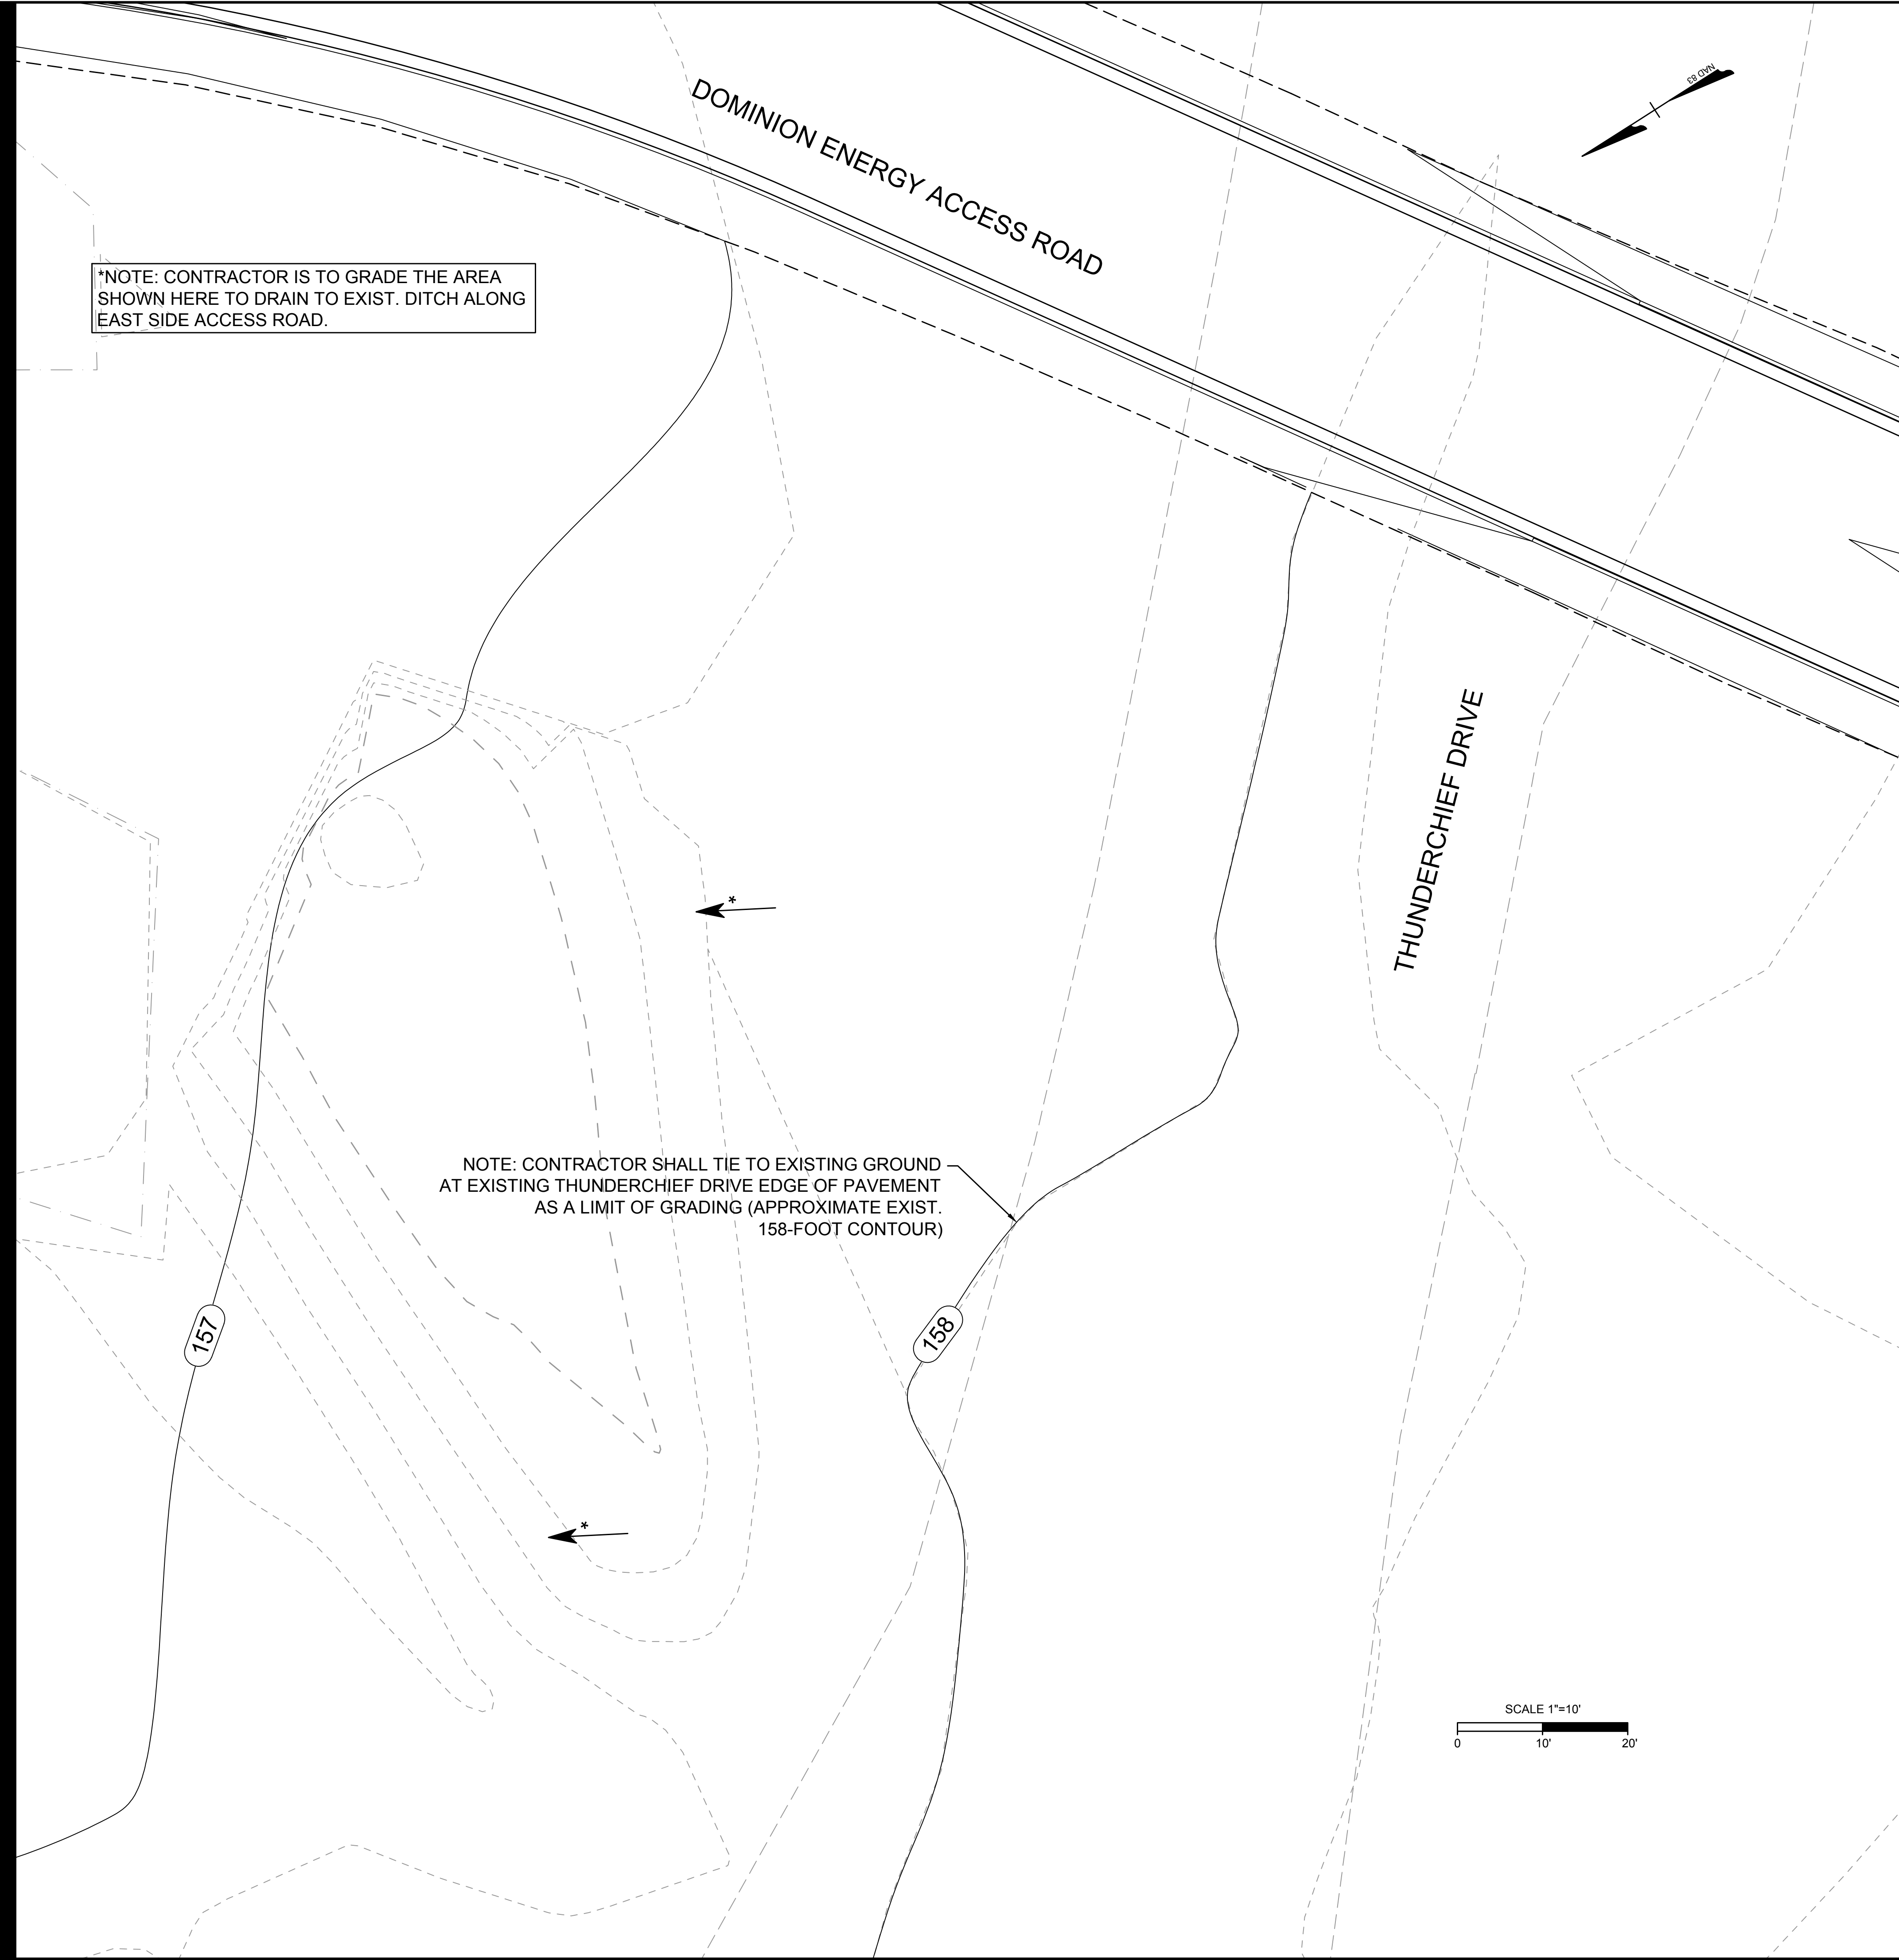 NAD 83
DOMINION ENERGY ACCESS ROAD
*NOTE: CONTRACTOR IS TO GRADE THE AREA
SHOWN HERE TO DRAIN TO EXIST. DITCH ALONG
EAST SIDE ACCESS ROAD.
THUNDERCHIEF DRIVE
*
NOTE: CONTRACTOR SHALL TIE TO EXISTING GROUND
AT EXISTING THUNDERCHIEF DRIVE EDGE OF PAVEMENT
AS A LIMIT OF GRADING (APPROXIMATE EXIST.
158-FOOT CONTOUR)
157
158
*
SCALE 1"=10'
0 10' 20'